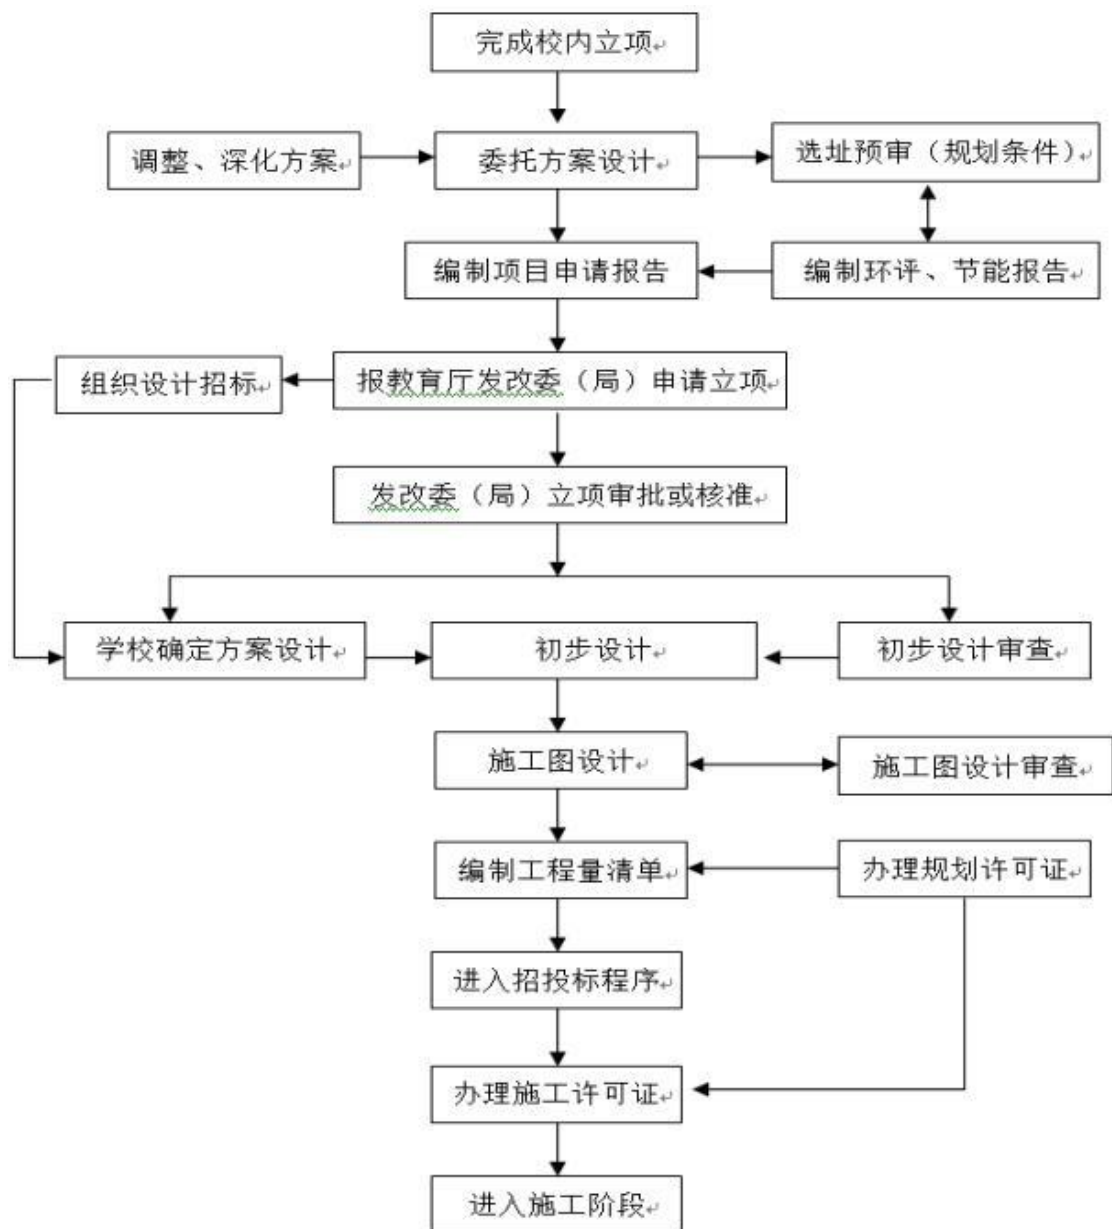 完成校内立项
调整、深化方案
委托方案设计
选址预审（规划条件）
编制项目申请报告
编制环评、节能报告
组织设计招标
报教育厅发改委（局）申请立项
发改委（局）立项审批或核准
学校确定方案设计
初步设计
初步设计审查
施工图设计
施工图设计审查
编制工程量清单
办理规划许可证
进入招投标程序
办理施工许可证
进入施工阶段